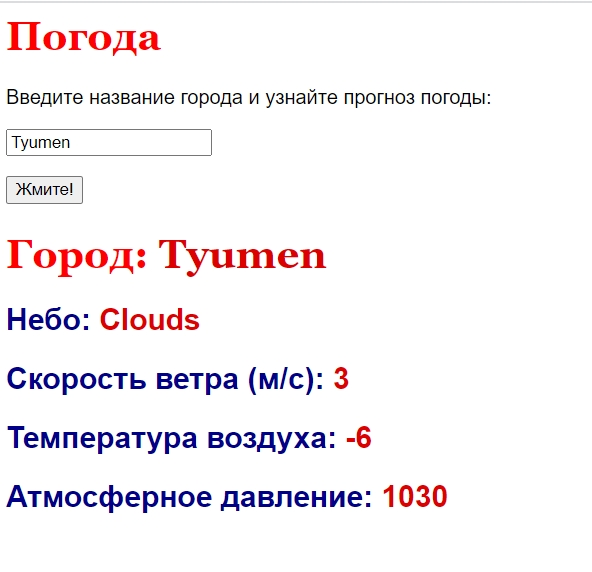 Погода
Введите название города и узнайте прогноз погоды:
Tyumen
Жмите!
Город: Tyumen
Небо: Clouds
Скорость ветра (м/с): 3
Температура воздуха: -6
Атмосферное давление: 1030